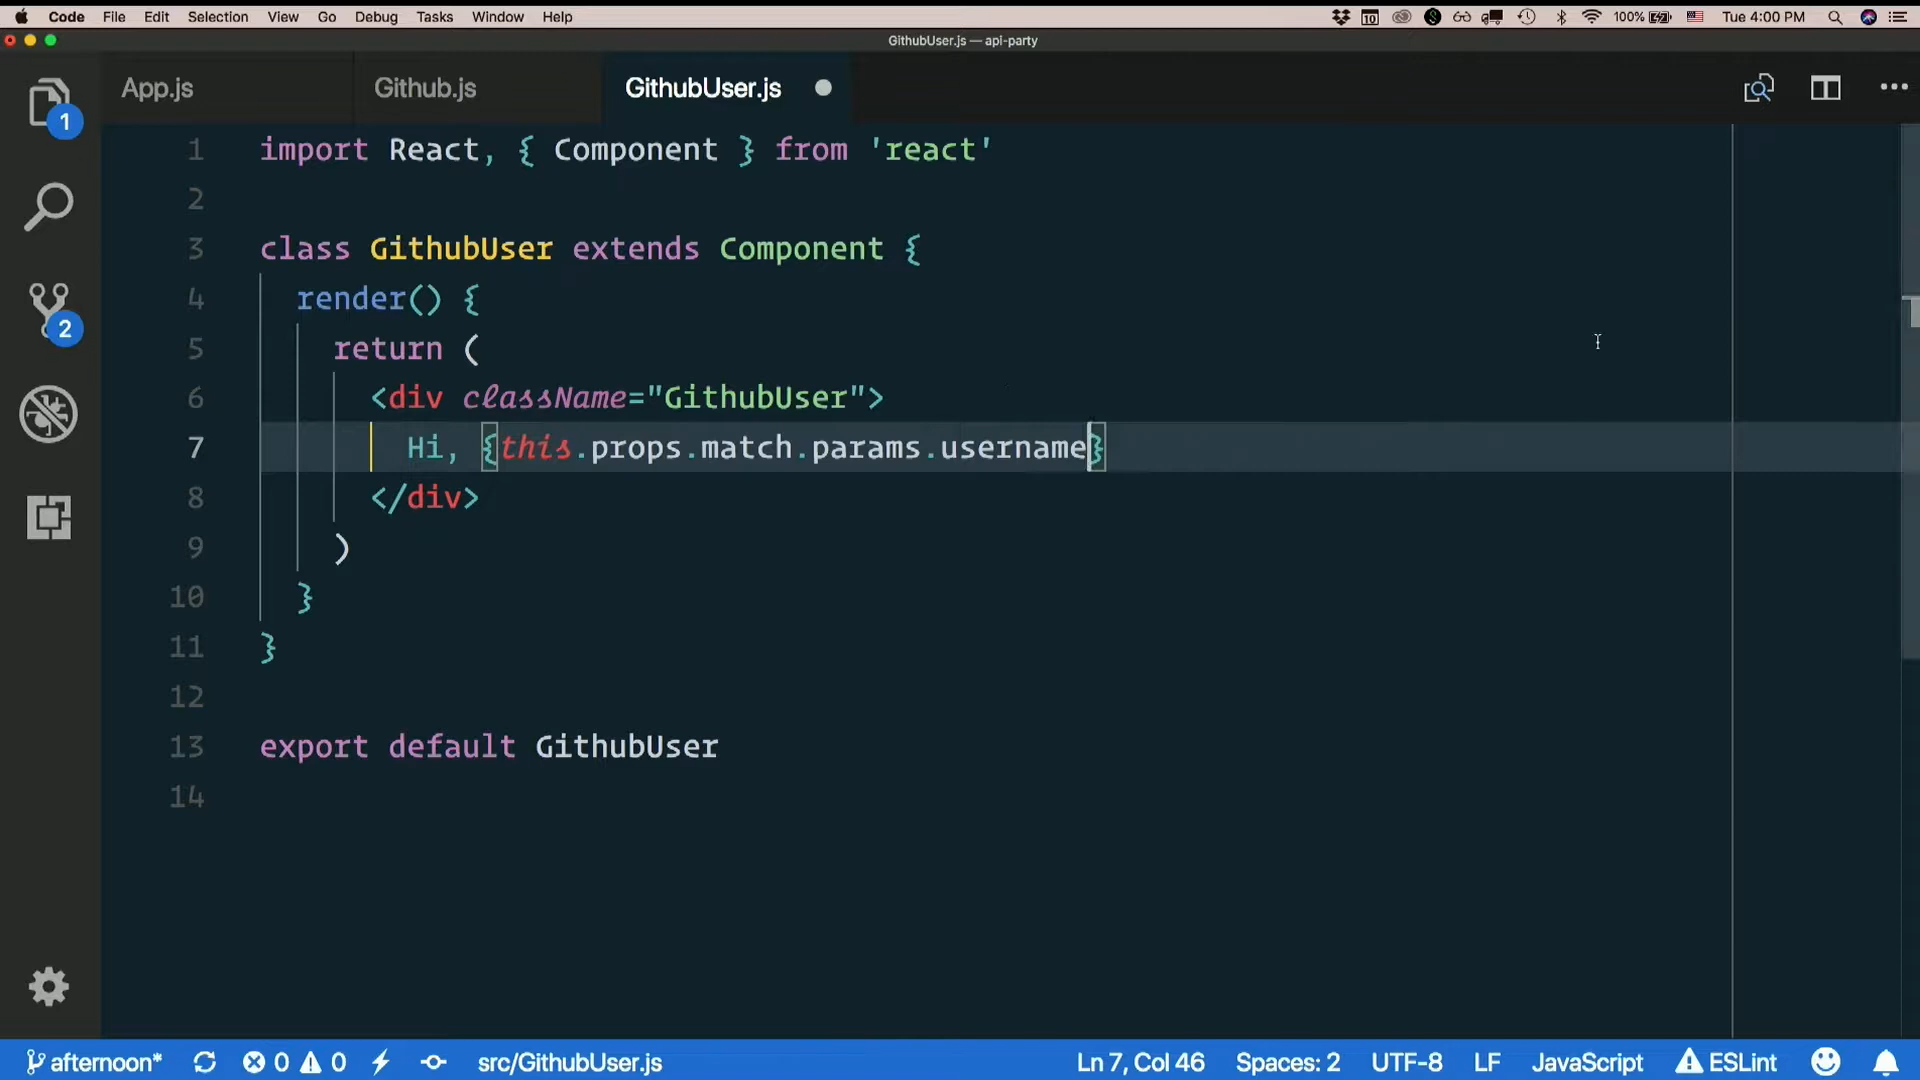 Code File Edit Selection View Go Debug Tasks Window Help 10 S 100% Tue 4:00 PM
GithubUser.js — api-party
App.js Github.js GithubUser.js
1
2
1 import React, { Component } from 'react'
2
3 class GithubUser extends Component {
4 render() {
5 return (
6 <div className="GithubUser">
7 Hi, {this.props.match.params.username}
8 </div>
9 )
10 }
11 }
12
13 export default GithubUser
14
afternoon* 0 0 src/GithubUser.js Ln 7, Col 46 Spaces: 2 UTF-8 LF JavaScript ESLint